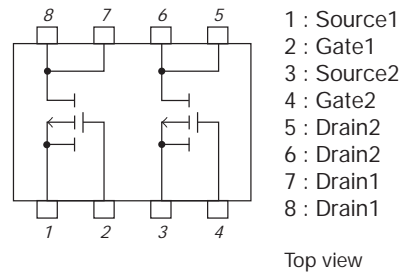 8 7 6 5
1 2 3 4
1 : Source1
2 : Gate1
3 : Source2
4 : Gate2
5 : Drain2
6 : Drain2
7 : Drain1
8 : Drain1
Top view